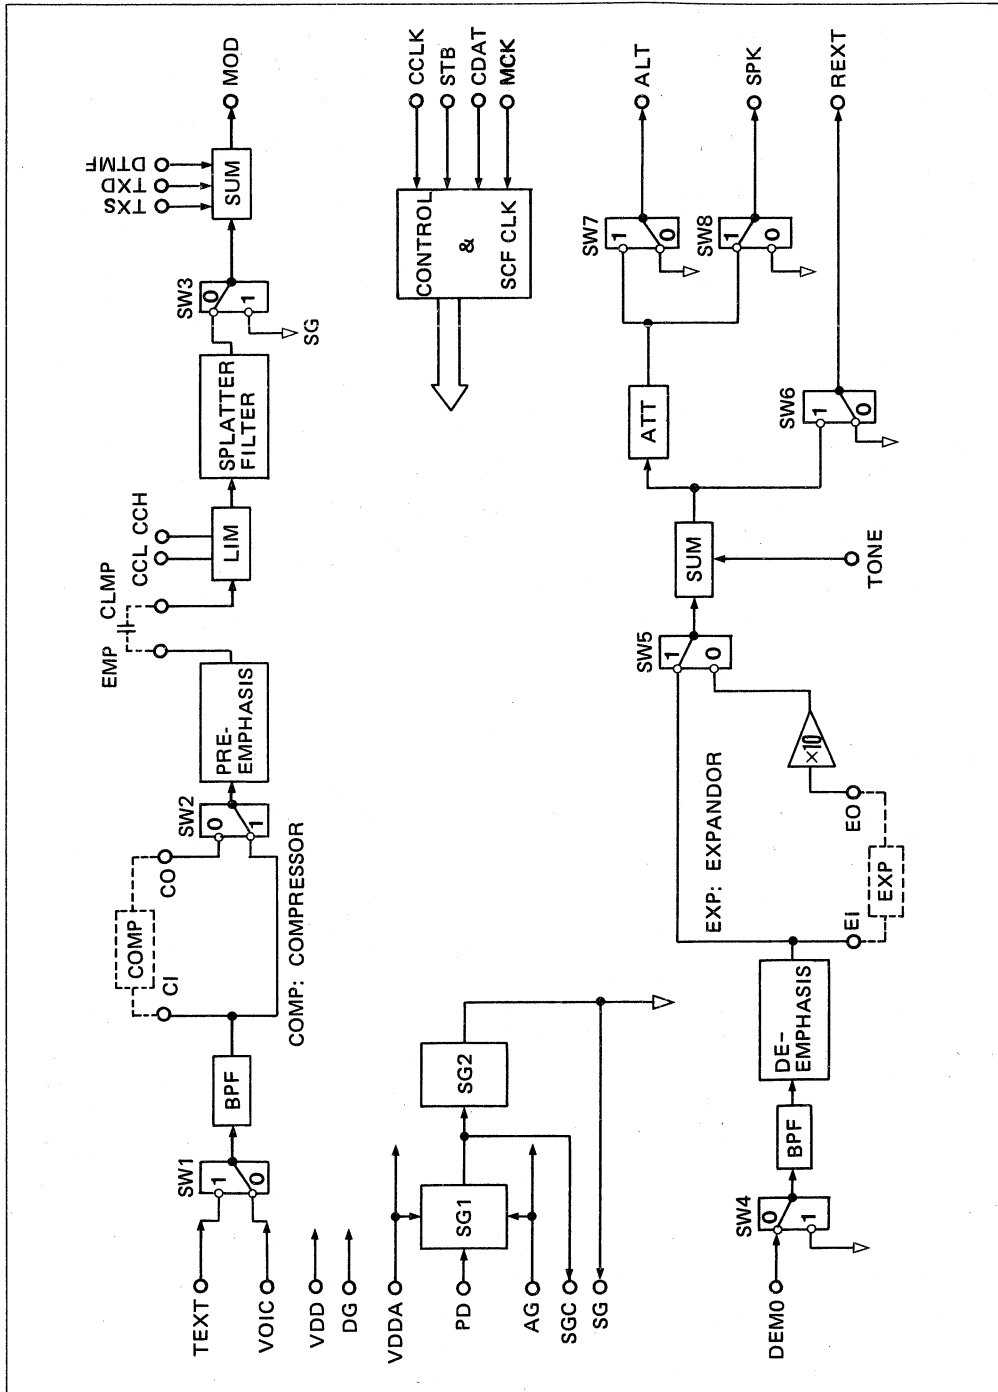 TEXT
VOIC
SW1
1
0
BPF
CI
COMP
CO
COMP: COMPRESSOR
SW2
0
1
PRE-
EMPHASIS
EMP
CLMP
CCL
CCH
LIM
SPLATTER
FILTER
SW3
0
1
SG
TXS
TXD
DTMF
SUM
MOD
VDD
DG
VDDA
PD
AG
SGC
SG
SG1
SG2
CONTROL
&
SCF CLK
CCLK
STB
CDAT
MCK
DEMO
SW4
0
1
BPF
DE-
EMPHASIS
EI
EXP
EO
EXP: EXPANDOR
×10
SW5
1
0
SUM
TONE
ATT
SW6
1
0
SW7
1
0
SW8
1
0
ALT
SPK
REXT